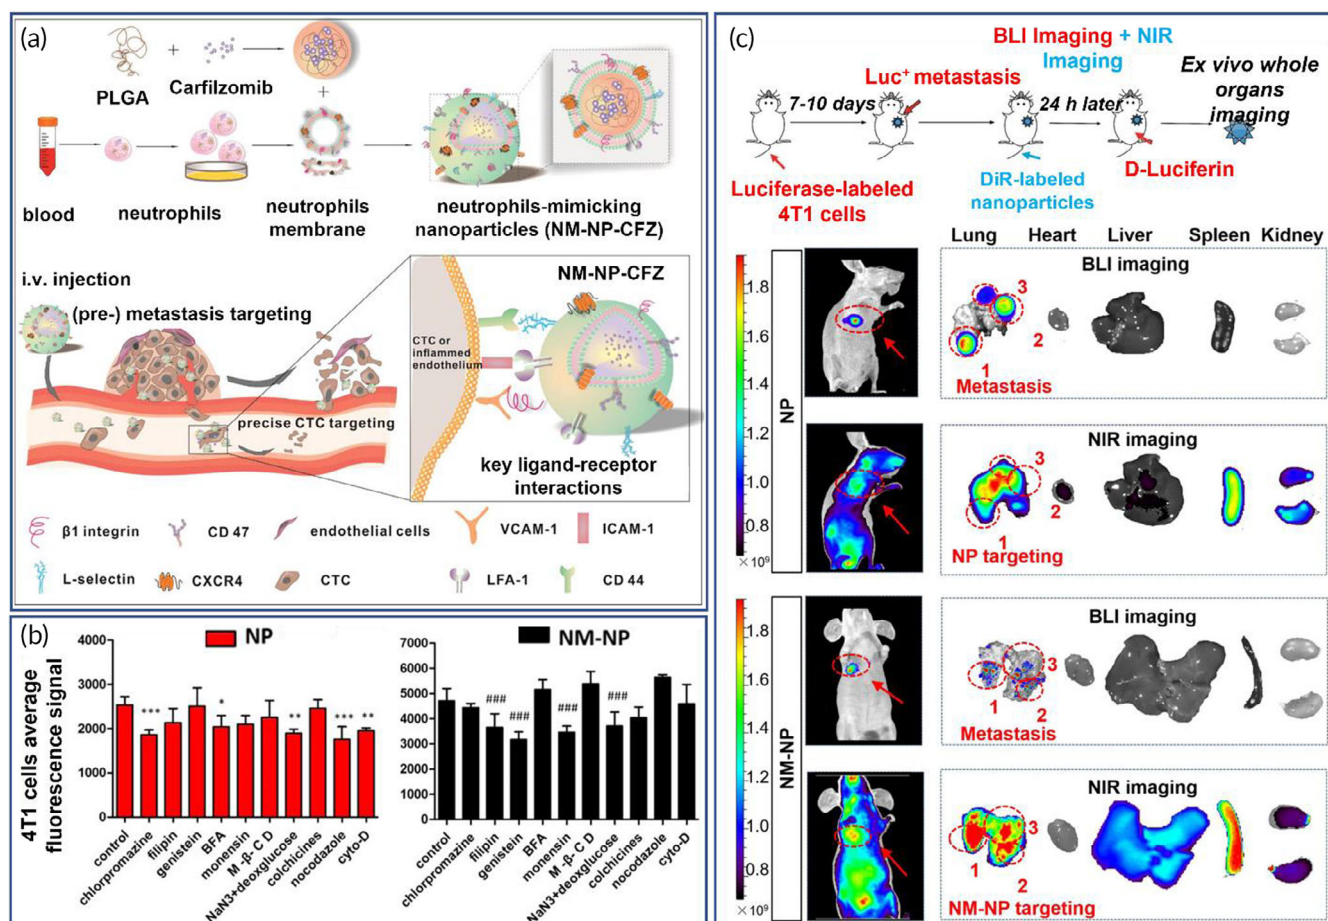 (a)
PLGA
+
Carfilzomib
+
blood
neutrophils
neutrophils
membrane
neutrophils-mimicking
nanoparticles (NM-NP-CFZ)
i.v. injection
(pre-) metastasis targeting
precise CTC targeting
NM-NP-CFZ
CTC or
inflammed
endothelium
key ligand-receptor
interactions
β1 integrin
CD 47
endothelial cells
VCAM-1
ICAM-1
L-selectin
CXCR4
CTC
LFA-1
CD 44
(b)
4T1 cells average
fluorescence signal
NP
4000
3000
2000
1000
0
***
*
**
***
**
control
chlorpromazine
filipin
genistein
BFA
monensin
M -β- C D
NaN3+deoxglucose
colchicines
nocodazole
cyto-D
NM-NP
7000
6000
5000
4000
3000
2000
1000
0
###
###
###
###
control
chlorpromazine
filipin
genistein
BFA
monensin
M -β- C D
NaN3+deoxglucose
colchicines
nocodazole
cyto-D
(c)
BLI Imaging + NIR
Imaging
Luc⁺ metastasis
Ex vivo whole
organs
imaging
7-10 days
24 h later
Luciferase-labeled
4T1 cells
DiR-labeled
nanoparticles
D-Luciferin
Lung Heart Liver Spleen Kidney
NP
1.8
1.6
1.4
1.2
1.0
0.8
×10⁹
BLI imaging
3
2
1
Metastasis
NIR imaging
3
2
1
NP targeting
NM-NP
1.8
1.6
1.4
1.2
1.0
0.8
×10⁹
BLI imaging
3
1
2
Metastasis
NIR imaging
3
1
2
NM-NP targeting